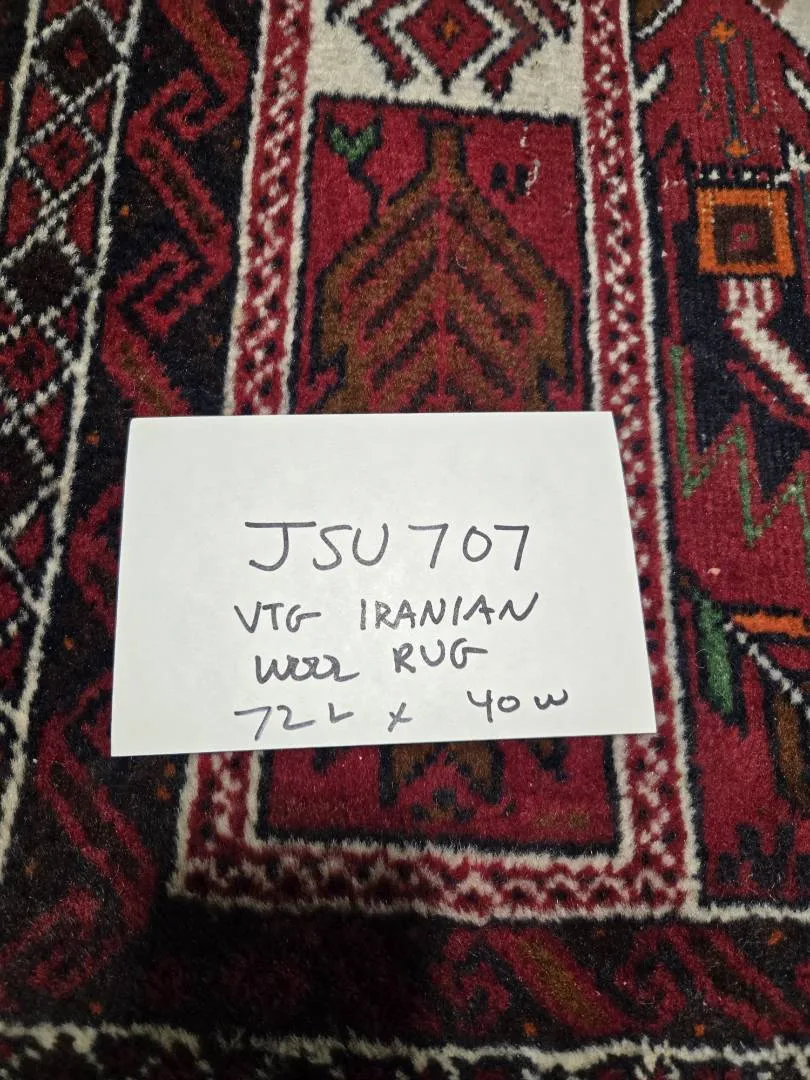 JSU707
VTG IRANIAN
WOOL RUG
72L x 40W